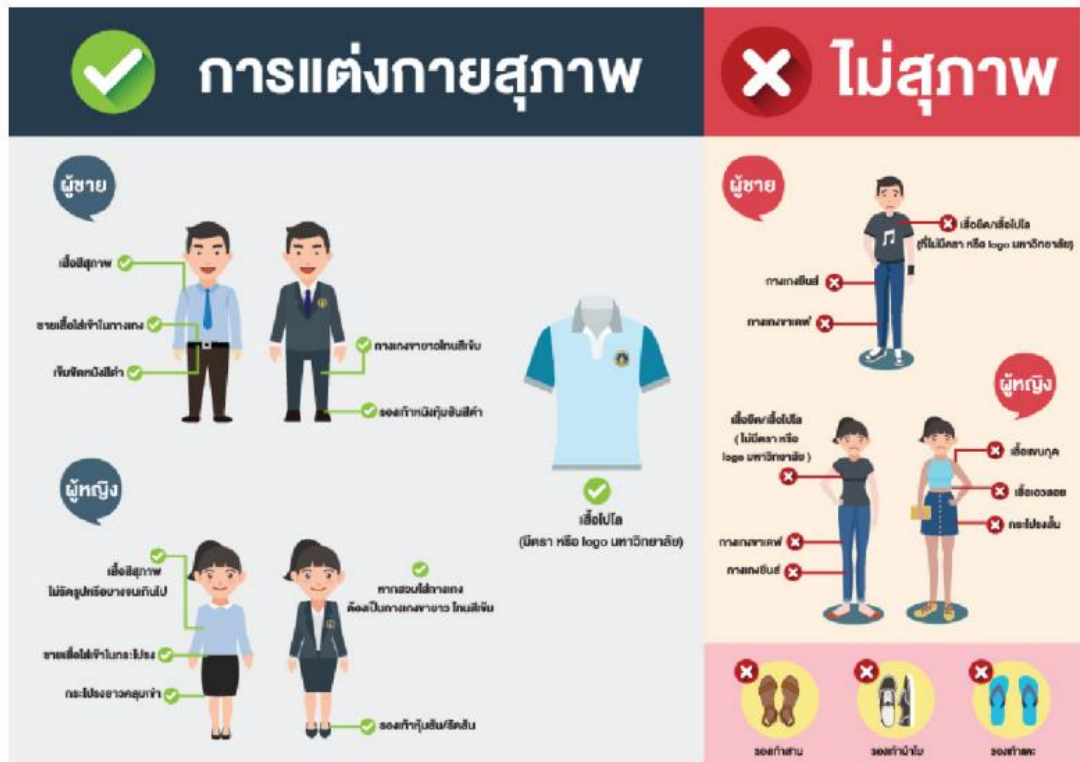 การแต่งกายสุภาพ
ผู้ชาย
เสื้อสีสุภาพ
ชายเสื้อใส่เข้าในกางเกง
เข็มขัดหนังสีดำ
กางเกงขายาวโทนสีเข้ม
รองเท้าหนังหุ้มส้นสีดำ
เสื้อโปโล
(มีตรา หรือ logo มหาวิทยาลัย)
ผู้หญิง
เสื้อสีสุภาพ
ไม่รัดรูปหรือบางจนเกินไป
ชายเสื้อใส่เข้าในกระโปรง
กระโปรงยาวคลุมเข่า
หากสวมใส่กางเกง
ต้องเป็นกางเกงขายาว โทนสีเข้ม
รองเท้าหุ้มส้น/รัดส้น
ไม่สุภาพ
ผู้ชาย
เสื้อยืด/เสื้อโปโล
(ที่ไม่มีตรา หรือ logo มหาวิทยาลัย)
กางเกงยีนส์
กางเกงขาเดฟ
ผู้หญิง
เสื้อยืด/เสื้อโปโล
( ไม่มีตรา หรือ
logo มหาวิทยาลัย )
กางเกงขาเดฟ
กางเกงยีนส์
เสื้อแขนกุด
เสื้อเอวลอย
กระโปรงสั้น
รองเท้าสาน
รองเท้าผ้าใบ
รองเท้าแตะ